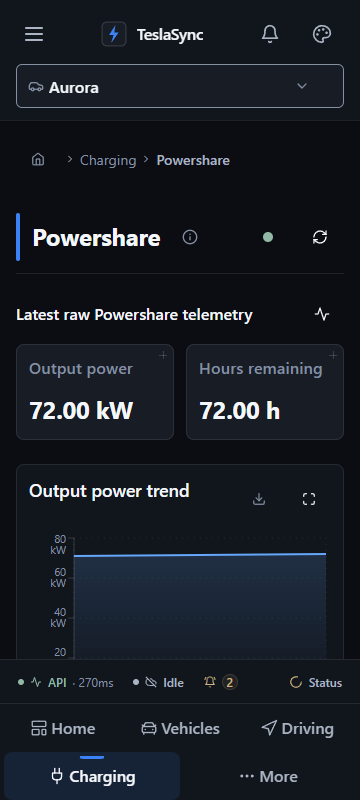 TeslaSync
Aurora
Charging
Powershare
Powershare
Latest raw Powershare telemetry
Output power
72.00 kW
Hours remaining
72.00 h
Output power trend
80
kW
60
kW
40
kW
20
API · 270ms
Idle
2
Status
Home
Vehicles
Driving
Charging
More